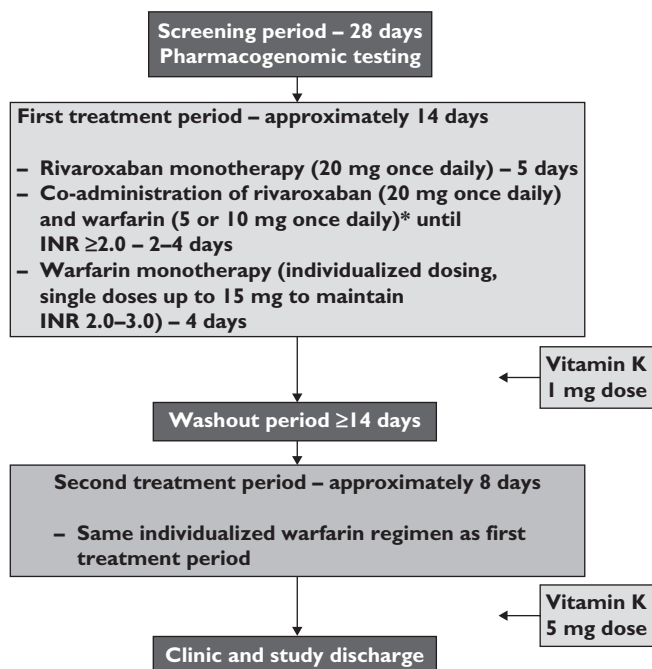 Screening period – 28 days
Pharmacogenomic testing
First treatment period – approximately 14 days
– Rivaroxaban monotherapy (20 mg once daily) – 5 days
– Co-administration of rivaroxaban (20 mg once daily)
and warfarin (5 or 10 mg once daily)* until
INR ≥2.0 – 2–4 days
– Warfarin monotherapy (individualized dosing,
single doses up to 15 mg to maintain
INR 2.0–3.0) – 4 days
Vitamin K
1 mg dose
Washout period ≥14 days
Second treatment period – approximately 8 days
– Same individualized warfarin regimen as first
treatment period
Vitamin K
5 mg dose
Clinic and study discharge